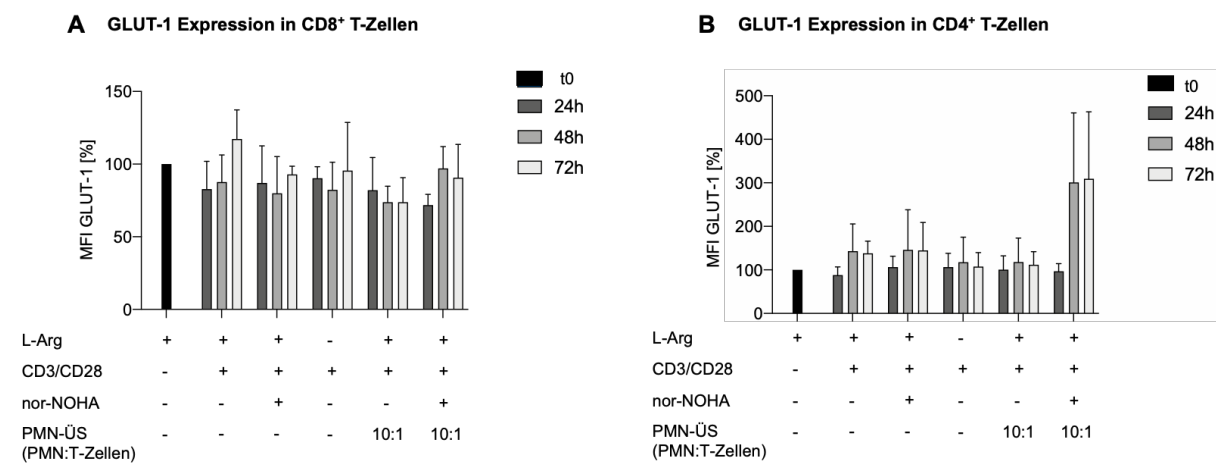 A GLUT-1 Expression in CD8⁺ T-Zellen
MFI GLUT-1 [%]
150
100
50
0
t0
24h
48h
72h
L-Arg + + + - + +
CD3/CD28 - + + + + +
nor-NOHA - - + - - +
PMN-ÜS - - - - 10:1 10:1
(PMN:T-Zellen)
B GLUT-1 Expression in CD4⁺ T-Zellen
MFI GLUT-1 [%]
500
400
300
200
100
0
t0
24h
48h
72h
L-Arg + + + - + +
CD3/CD28 - + + + + +
nor-NOHA - - + - - +
PMN-ÜS - - - - 10:1 10:1
(PMN:T-Zellen)